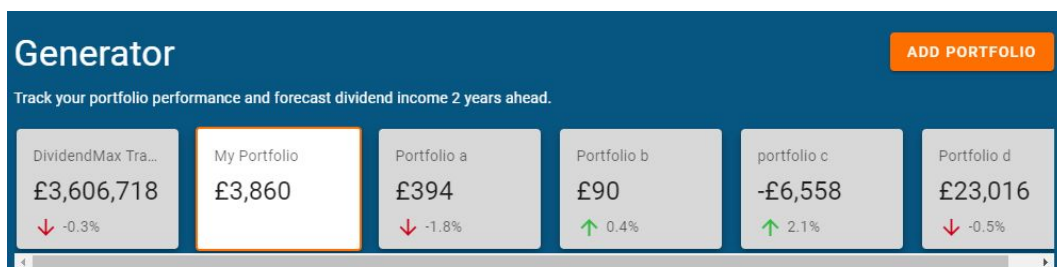 Generator
ADD PORTFOLIO
Track your portfolio performance and forecast dividend income 2 years ahead.
DividendMax Tra...
£3,606,718
-0.3%
My Portfolio
£3,860
Portfolio a
£394
-1.8%
Portfolio b
£90
0.4%
portfolio c
-£6,558
2.1%
Portfolio d
£23,016
-0.5%